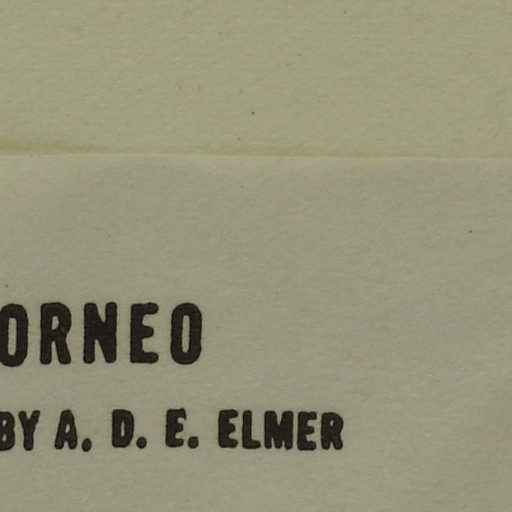 ORNEO
BY A. D. E. ELMER